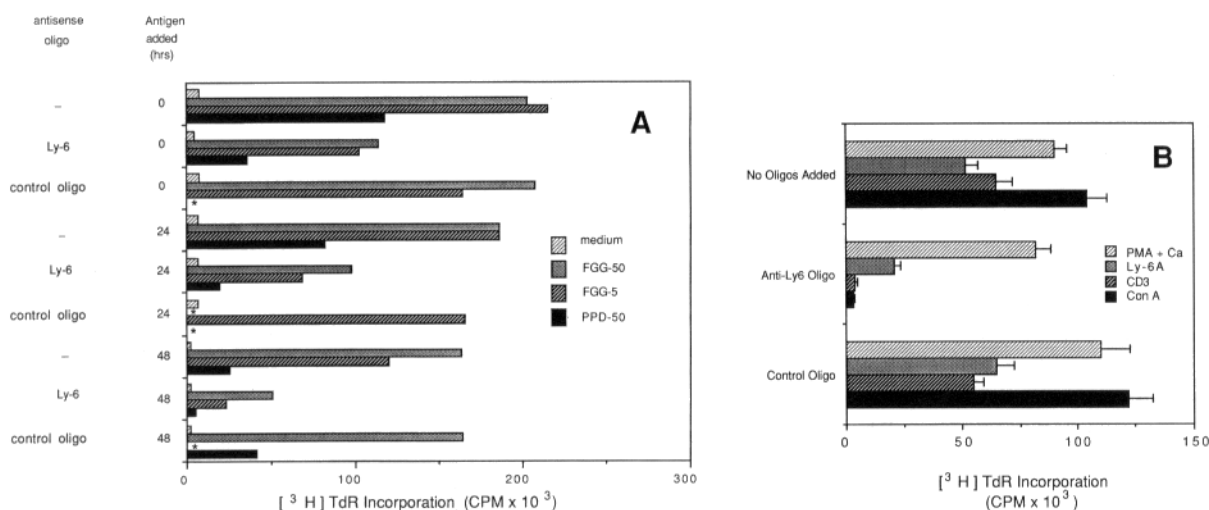 antisense oligo
Antigen added (hrs)
– 0
Ly-6 0
control oligo 0
*
– 24
Ly-6 24
control oligo 24
*
*
– 48
Ly-6 48
control oligo 48
*
A
medium
FGG-50
FGG-5
PPD-50
0 100 200 300
[ ³ H ] TdR Incorporation (CPM x 10 ³ )
B
No Oligos Added
Anti-Ly6 Oligo
Control Oligo
PMA + Ca
Ly-6A
CD3
Con A
0 50 100 150
[ ³ H ] TdR Incorporation
(CPM x 10 ³ )